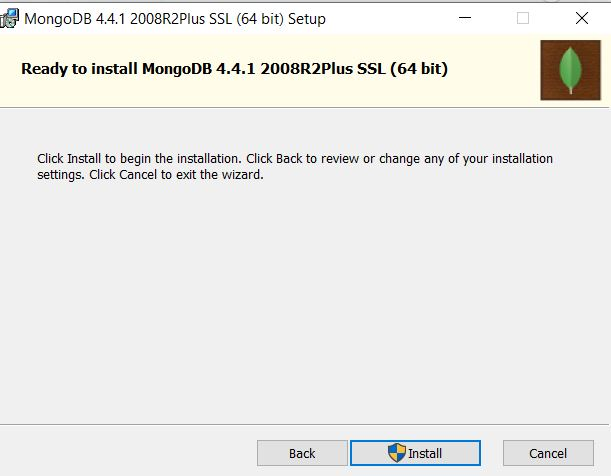 MongoDB 4.4.1 2008R2Plus SSL (64 bit) Setup
Ready to install MongoDB 4.4.1 2008R2Plus SSL (64 bit)
Click Install to begin the installation. Click Back to review or change any of your installation
settings. Click Cancel to exit the wizard.
Back
Install
Cancel